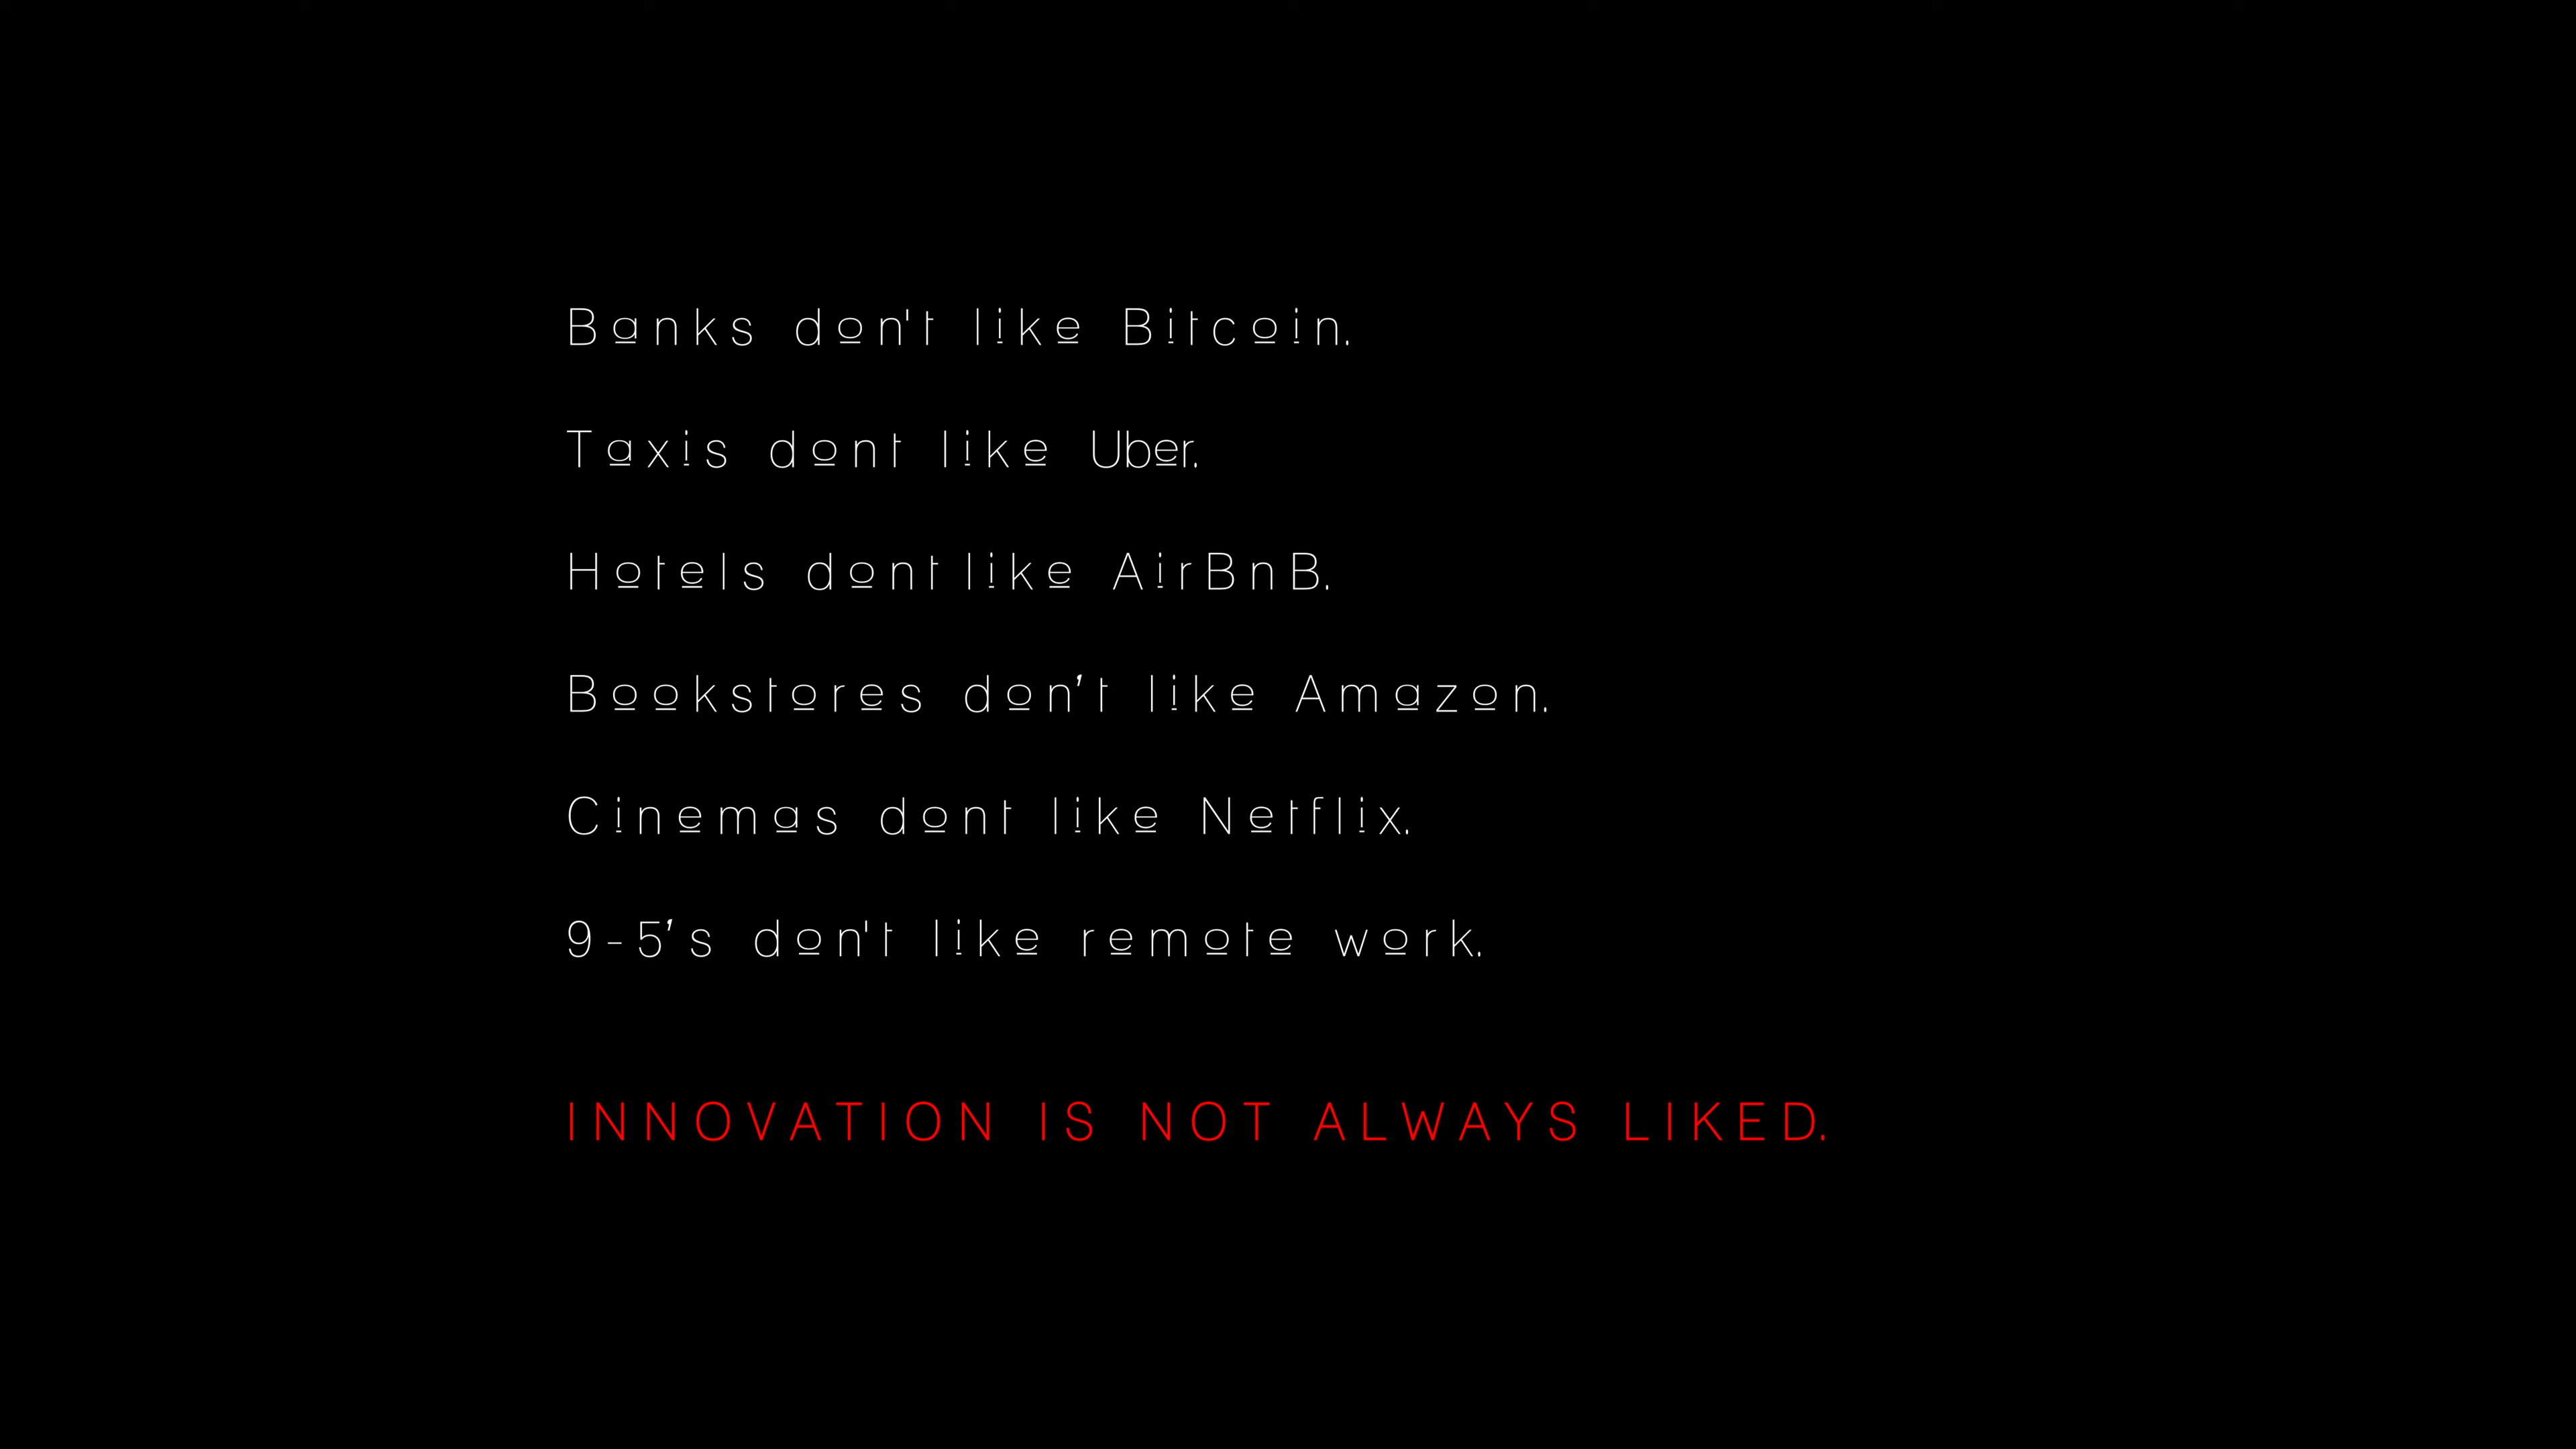 Banks don't like Bitcoin.
Taxis dont like Uber.
Hotels dont like AirBnB.
Bookstores don't like Amazon.
Cinemas dont like Netflix.
9-5's don't like remote work.
INNOVATION IS NOT ALWAYS LIKED.